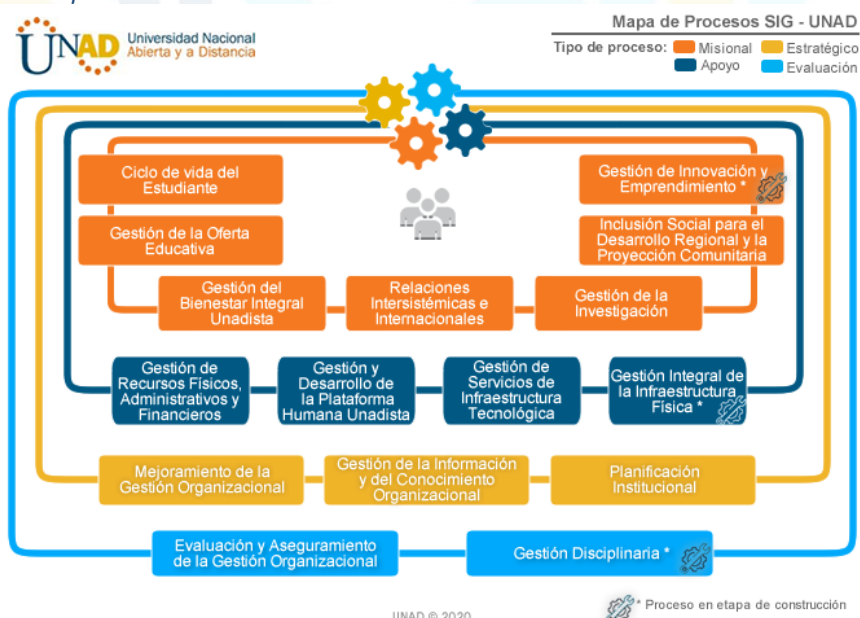 Mapa de Procesos SIG - UNAD
UNAD
Universidad Nacional
Abierta y a Distancia
Tipo de proceso: Misional Estratégico
Apoyo Evaluación
Ciclo de vida del
Estudiante
Gestión de Innovación y
Emprendimiento *
Gestión de la Oferta
Educativa
Inclusión Social para el
Desarrollo Regional y la
Proyección Comunitaria
Gestión del
Bienestar Integral
Unadista
Relaciones
Intersistémicas e
Internacionales
Gestión de la
Investigación
Gestión de
Recursos Físicos,
Administrativos y
Financieros
Gestión y
Desarrollo de
la Plataforma
Humana Unadista
Gestión de
Servicios de
Infraestructura
Tecnológica
Gestión Integral de
la Infraestructura
Física *
Mejoramiento de la
Gestión Organizacional
Gestión de la Información
y del Conocimiento
Organizacional
Planificación
Institucional
Evaluación y Aseguramiento
de la Gestión Organizacional
Gestión Disciplinaria *
* Proceso en etapa de construcción
UNAD © 2020